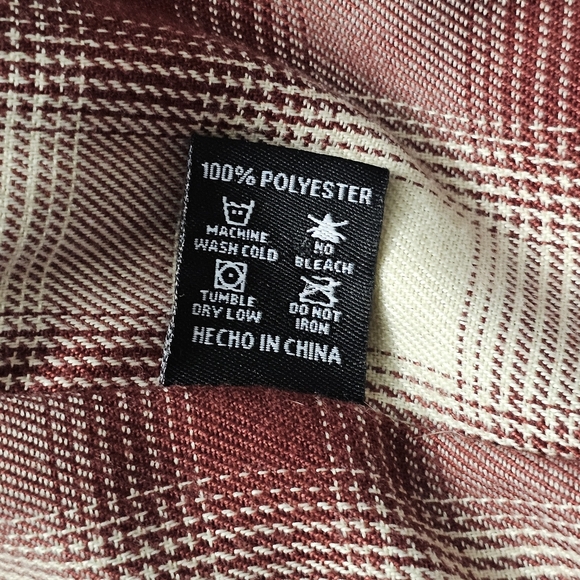 100% POLYESTER
MACHINE
WASH COLD
NO
BLEACH
TUMBLE
DRY LOW
DO NOT
IRON
HECHO IN CHINA